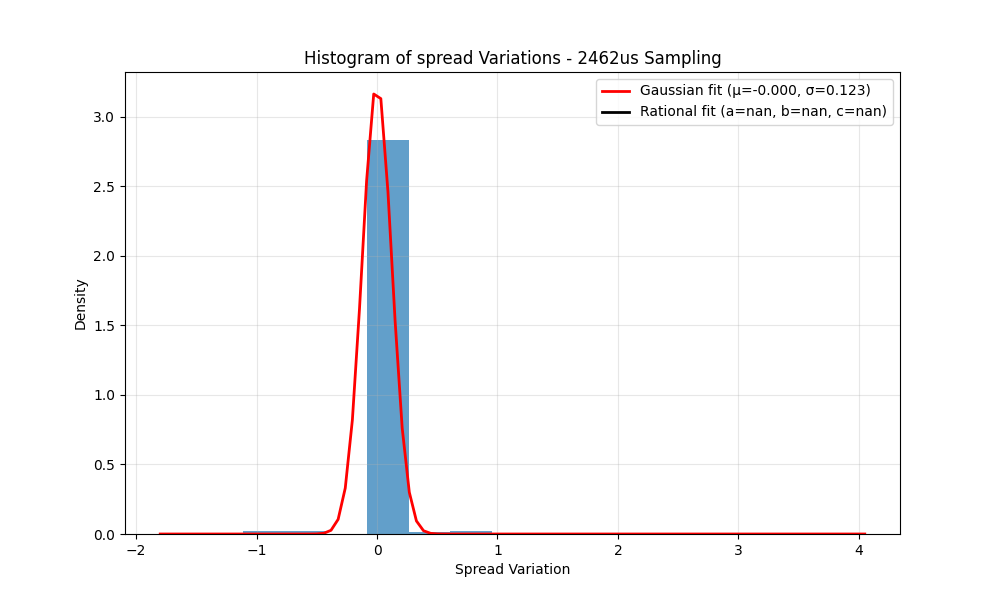 Histogram of spread Variations - 2462us Sampling
Gaussian fit (μ=-0.000, σ=0.123)
Rational fit (a=nan, b=nan, c=nan)
Density
3.0
2.5
2.0
1.5
1.0
0.5
0.0
−2
−1
0
1
2
3
4
Spread Variation